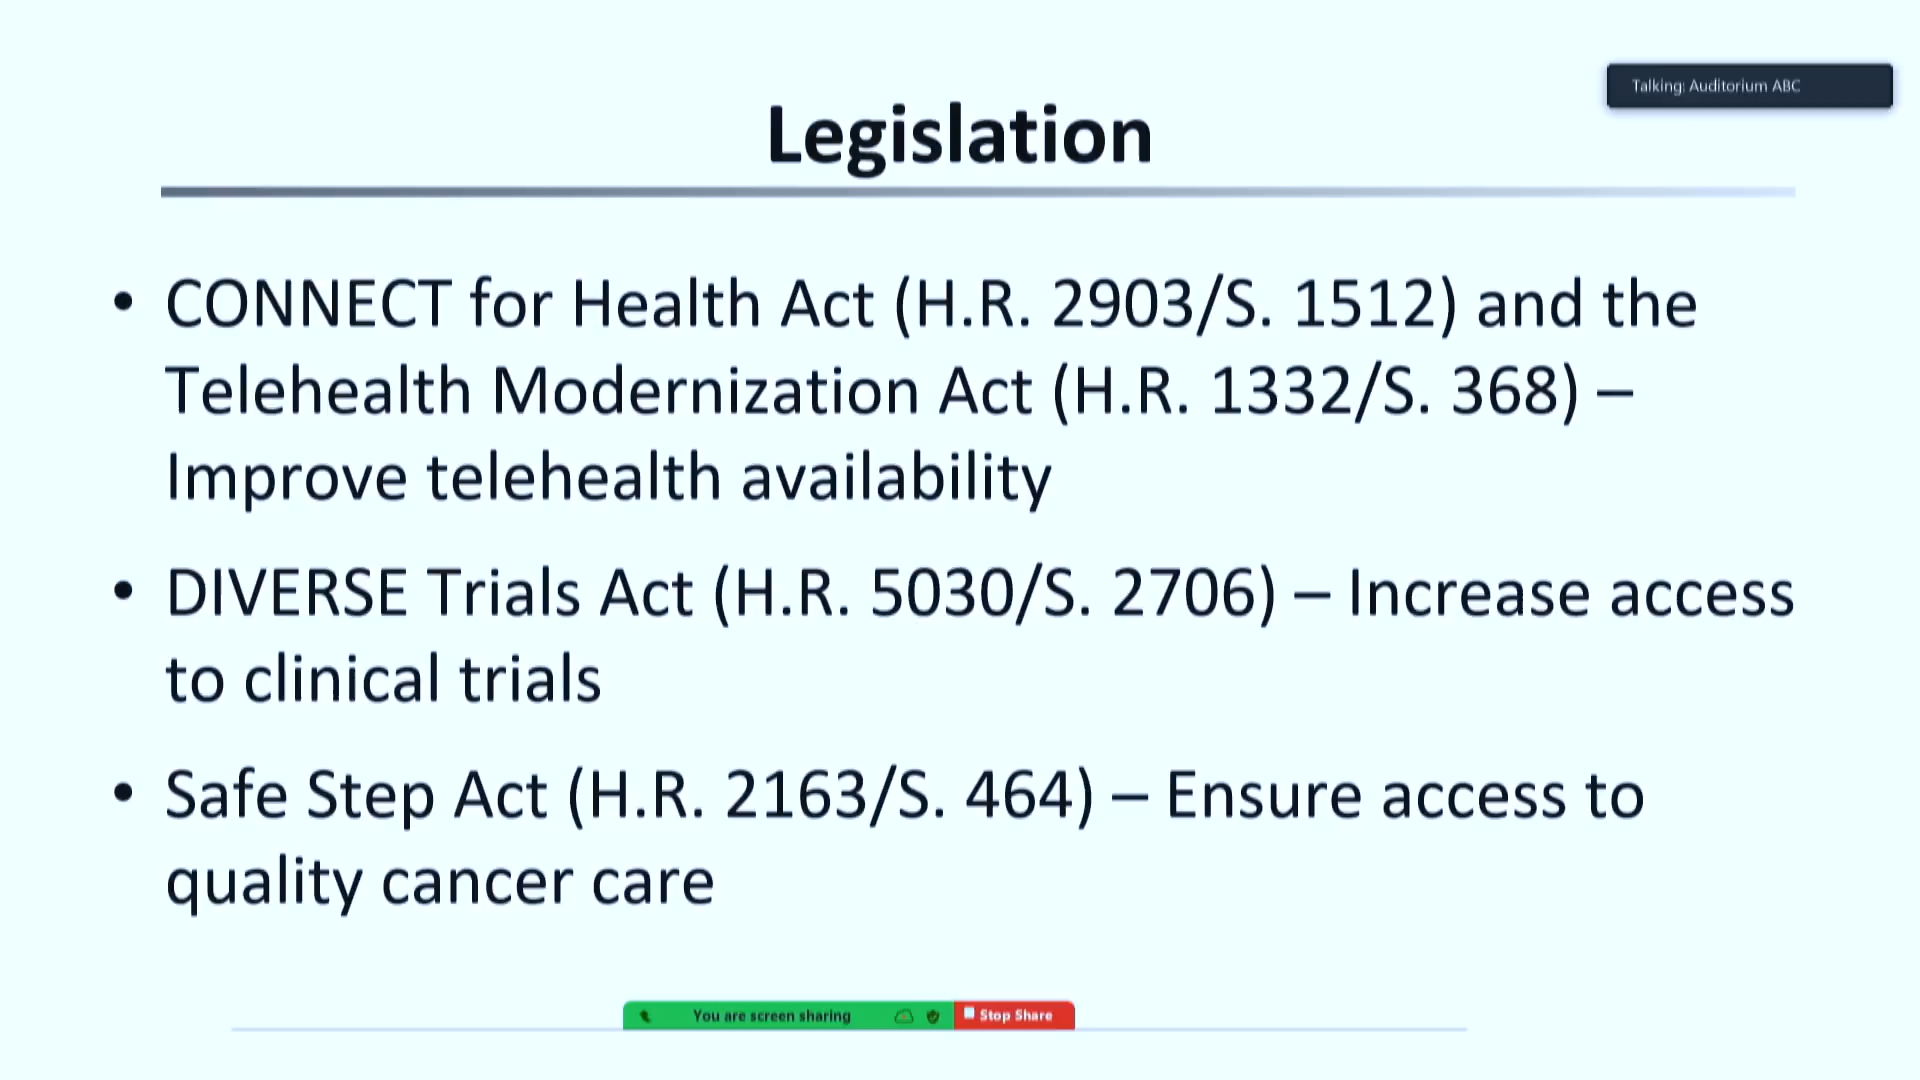 Talking: Auditorium ABC
Legislation
• CONNECT for Health Act (H.R. 2903/S. 1512) and the
Telehealth Modernization Act (H.R. 1332/S. 368) –
Improve telehealth availability
• DIVERSE Trials Act (H.R. 5030/S. 2706) – Increase access
to clinical trials
• Safe Step Act (H.R. 2163/S. 464) – Ensure access to
quality cancer care
You are screen sharing
Stop Share